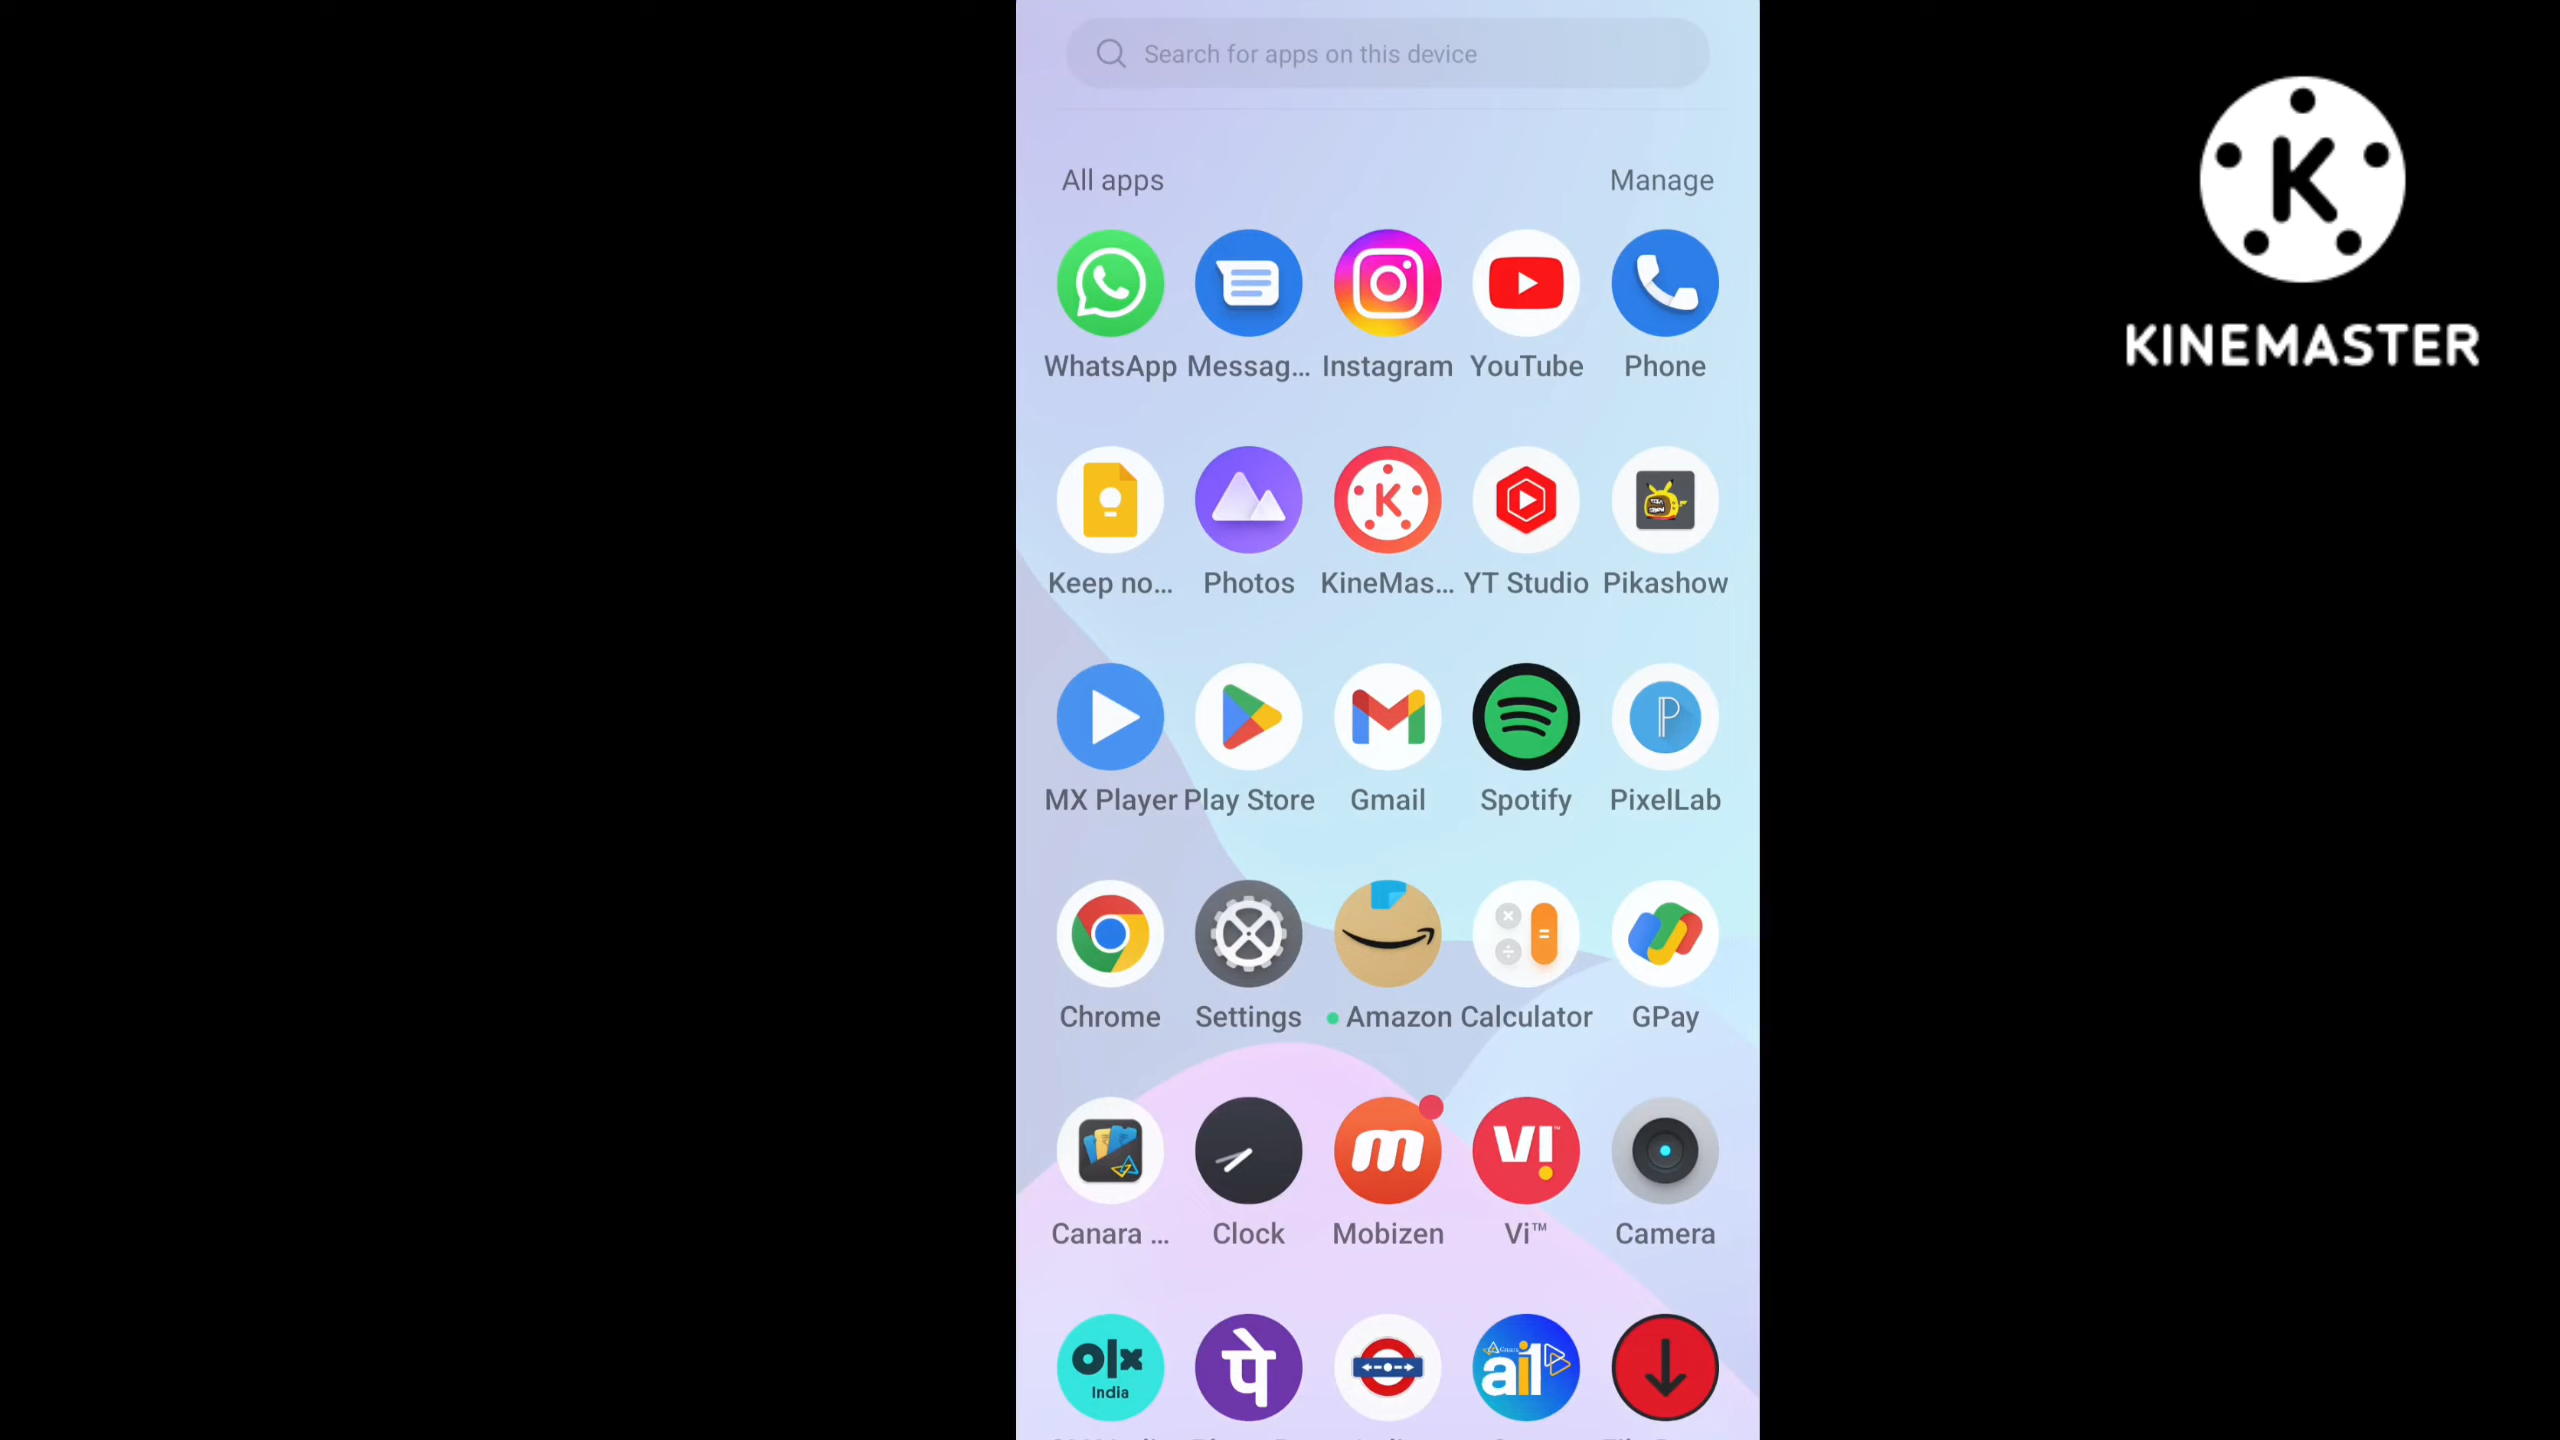 Search for apps on this device
All apps
Manage
K
KINEMASTER
WhatsApp Messag... Instagram YouTube Phone
K
Keep no... Photos KineMas... YT Studio Pikashow
P
MX Player Play Store Gmail Spotify PixelLab
Chrome Settings Amazon Calculator GPay
m VI™
Canara ... Clock Mobizen Vi™ Camera
olx पे ai1
India